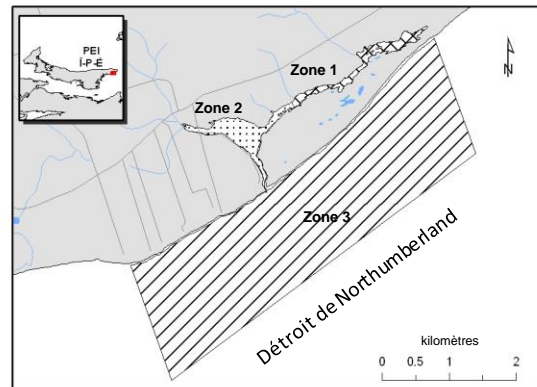 PEI
Î-P-É
Zone 1
N
Zone 2
Zone 3
Détroit de Northumberland
kilomètres
0 0.5 1 2